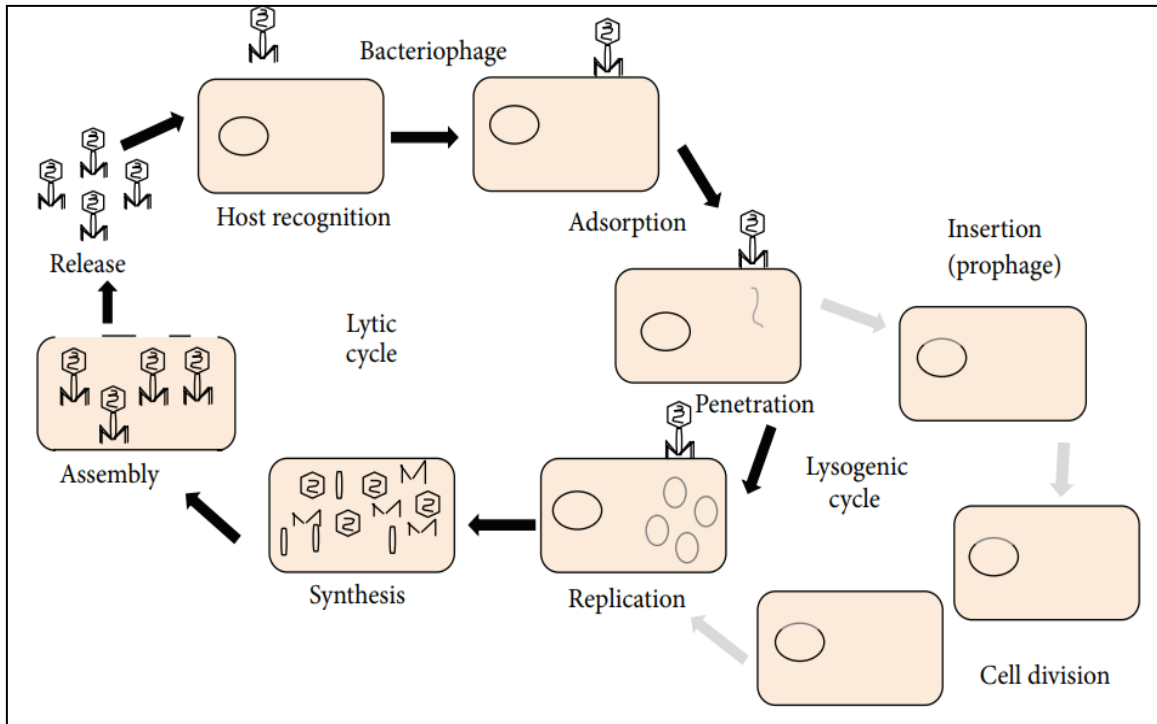 Bacteriophage
Host recognition
Adsorption
Insertion
(prophage)
Release
Lytic
cycle
Penetration
Lysogenic
cycle
Assembly
Synthesis
Replication
Cell division